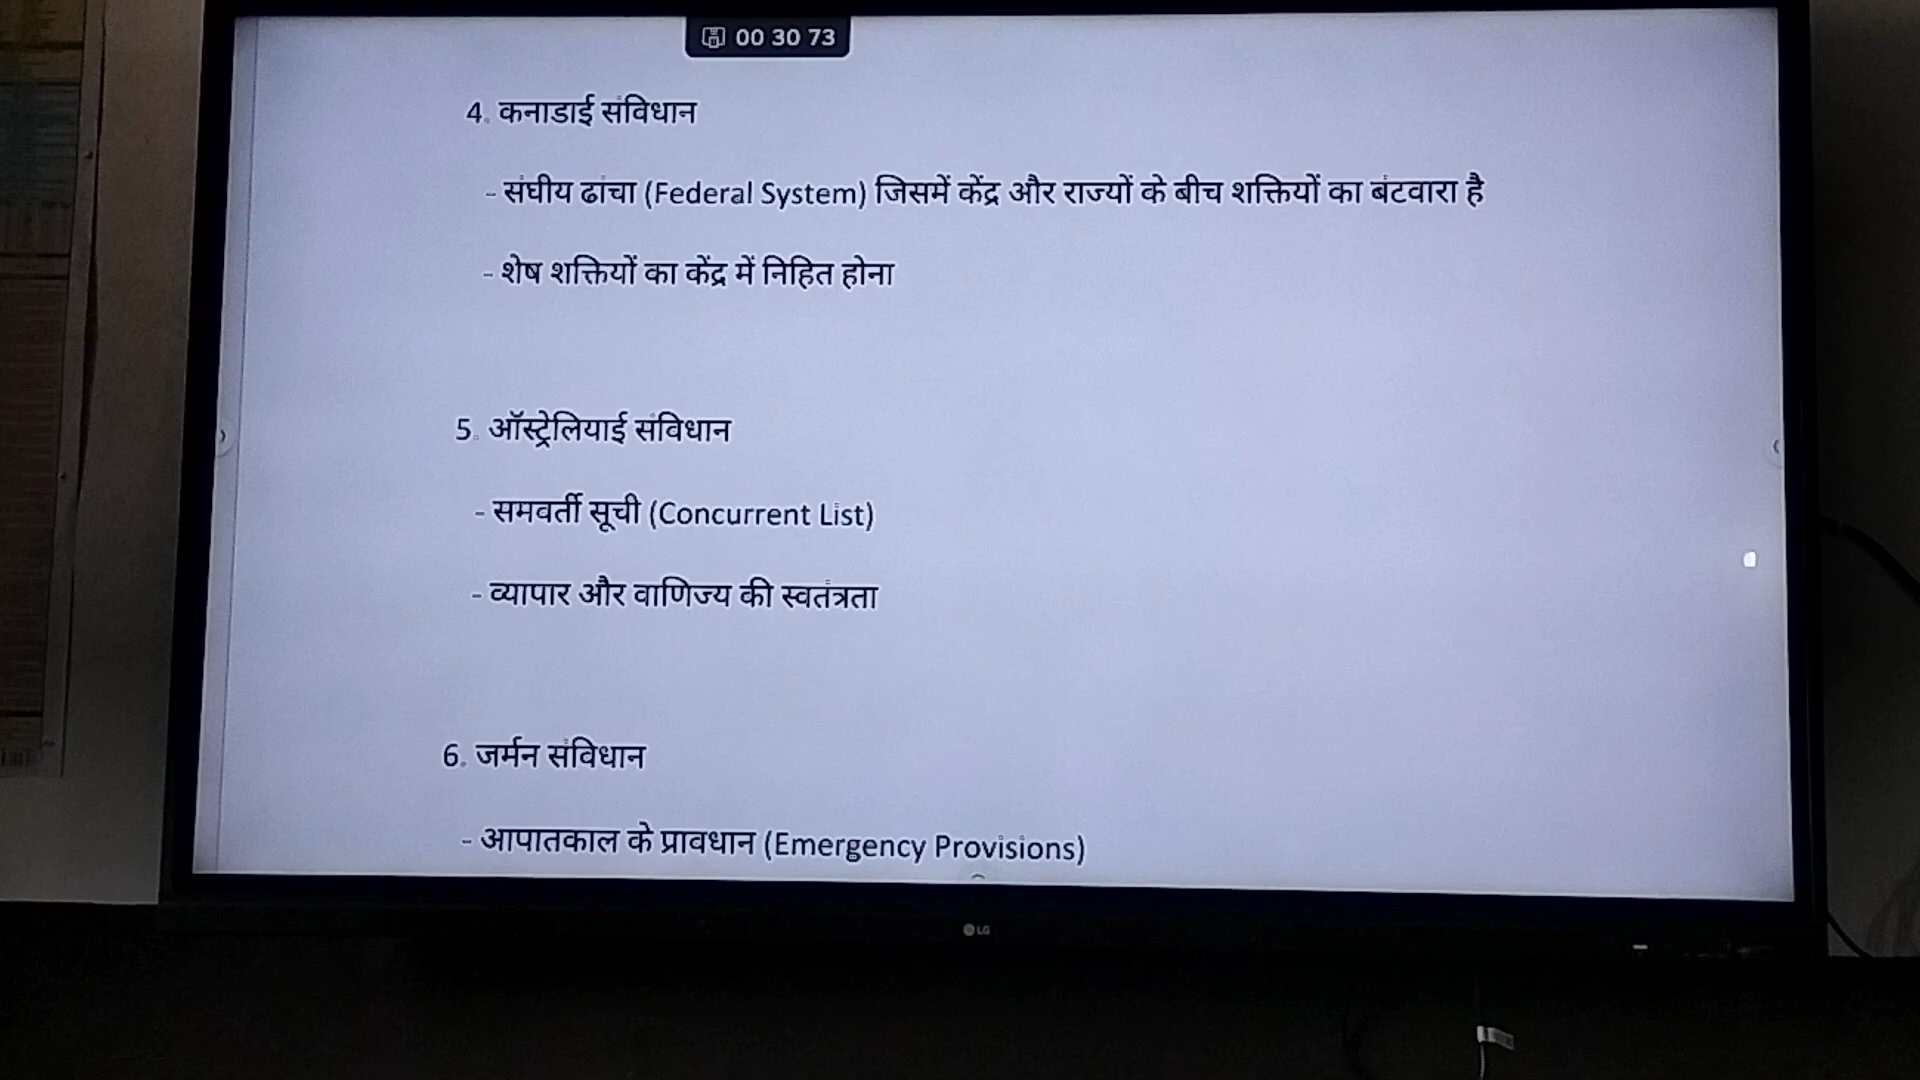 00 30 73
4. कनाडाई संविधान
- संघीय ढांचा (Federal System) जिसमें केंद्र और राज्यों के बीच शक्तियों का बंटवारा है
- शेष शक्तियों का केंद्र में निहित होना
5. ऑस्ट्रेलियाई संविधान
- समवर्ती सूची (Concurrent List)
- व्यापार और वाणिज्य की स्वतंत्रता
6. जर्मन संविधान
- आपातकाल के प्रावधान (Emergency Provisions)
LG